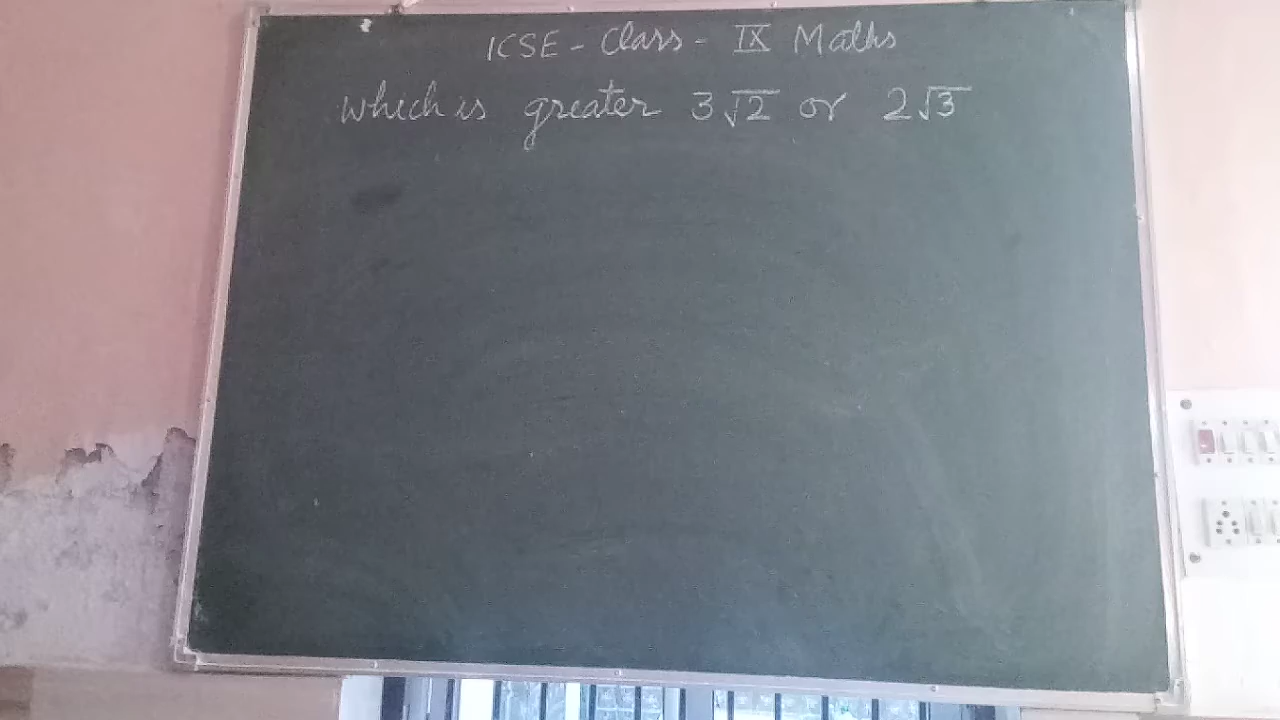 ICSE - Class - IX Maths
which is greater 3√2 or 2√3